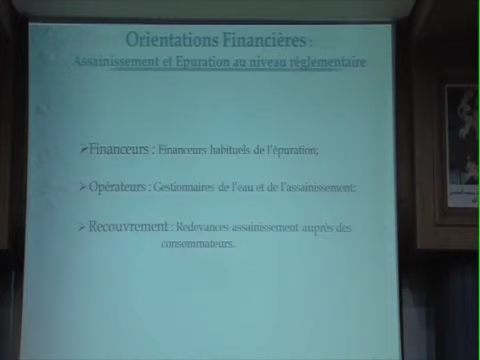 Orientations Financières :
Assainissement et Epuration au niveau réglementaire
➢Financeurs : Financeurs habituels de l'épuration;
➢ Opérateurs : Gestionnaires de l'eau et de l'assainissement;
➢ Recouvrement : Redevances assainissement auprès des
consommateurs.